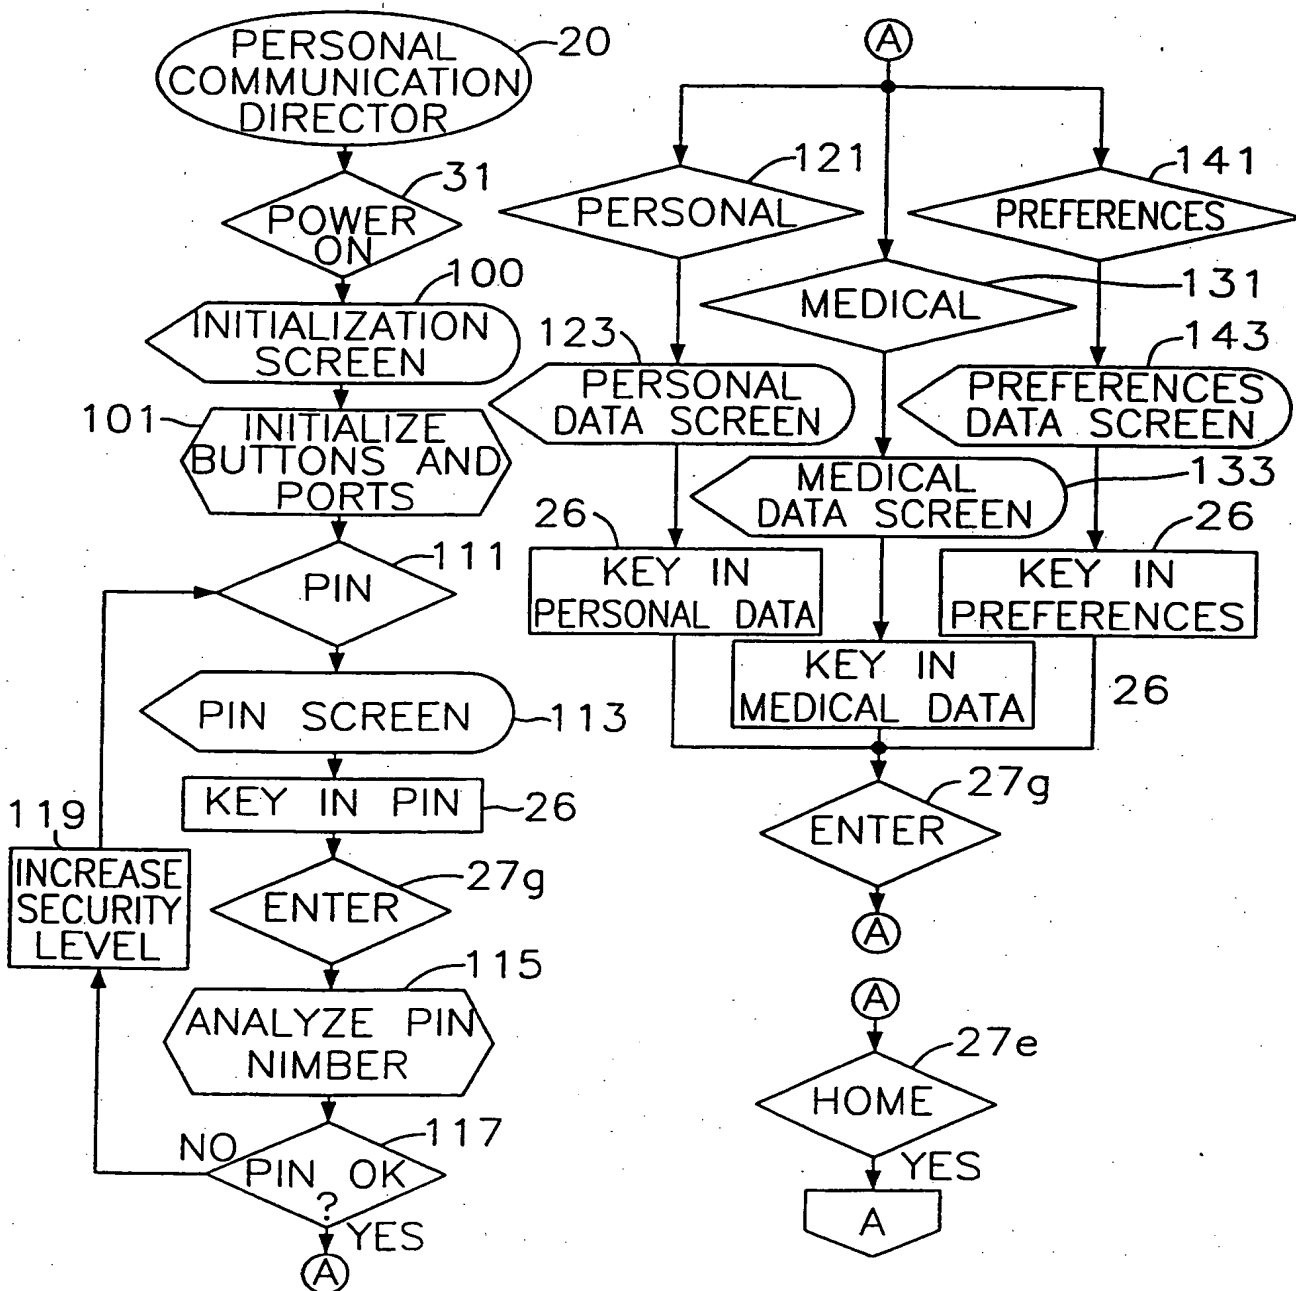 PERSONAL
COMMUNICATION
DIRECTOR
20
POWER
ON
31
INITIALIZATION
SCREEN
100
INITIALIZE
BUTTONS AND
PORTS
101
PIN
111
PIN SCREEN
113
KEY IN PIN
26
ENTER
27g
ANALYZE PIN
NIMBER
115
PIN OK
?
117
NO
YES
A
119
INCREASE
SECURITY
LEVEL
A
PERSONAL
121
MEDICAL
131
PREFERENCES
141
PERSONAL
DATA SCREEN
123
MEDICAL
DATA SCREEN
133
PREFERENCES
DATA SCREEN
143
KEY IN
PERSONAL DATA
26
KEY IN
MEDICAL DATA
26
KEY IN
PREFERENCES
26
ENTER
27g
A
A
HOME
27e
YES
A